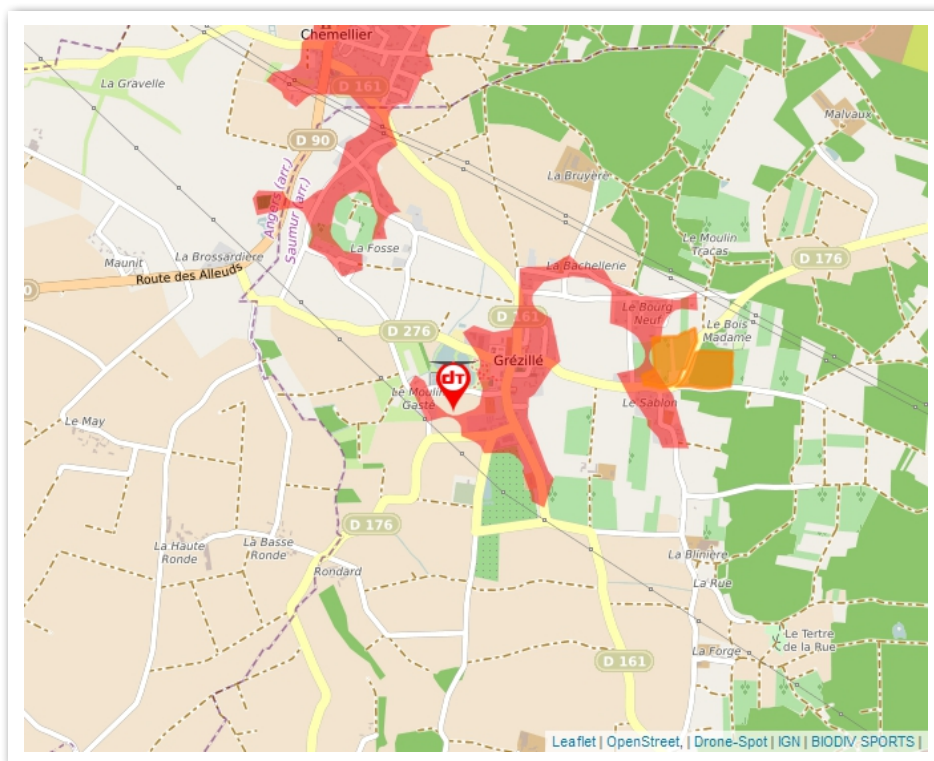 Chemellier
La Gravelle
D 161
Malvaux
D 90
La Bruyère
Angers (arr.)
Saumur (arr.)
La Fosse
Le Moulin
Tracas
Maunit
La Brossardière
La Bachellerie
D 176
Route des Alleuds
Le Bourg
Neuf
D 161
Le Bois
Madame
D 276
Grézillé
dT
Le Moulin
Gasté
Le Sablon
Le May
D 176
La Haute
Ronde
La Basse
Ronde
La Blinière
Rondard
La Rue
Le Tertre
de la Rue
La Forge
D 161
Leaflet | OpenStreet, | Drone-Spot | IGN | BIODIV SPORTS |